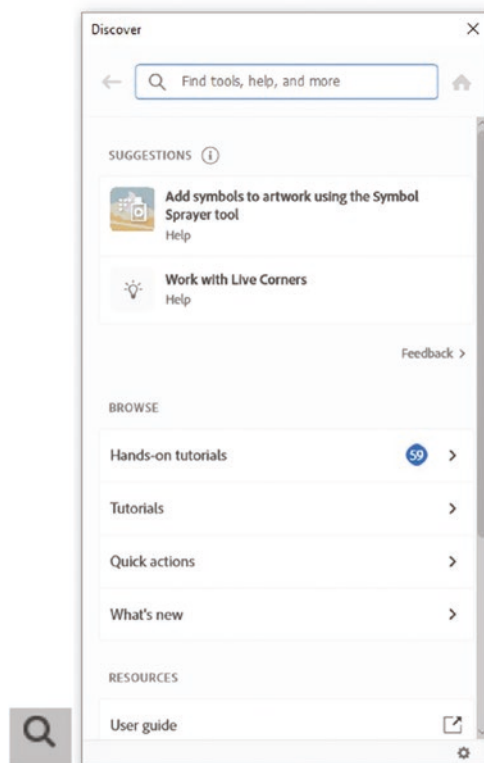 Discover
Find tools, help, and more
SUGGESTIONS
Add symbols to artwork using the Symbol
Sprayer tool
Help
Work with Live Corners
Help
Feedback >
BROWSE
Hands-on tutorials 59 >
Tutorials >
Quick actions >
What's new >
RESOURCES
User guide